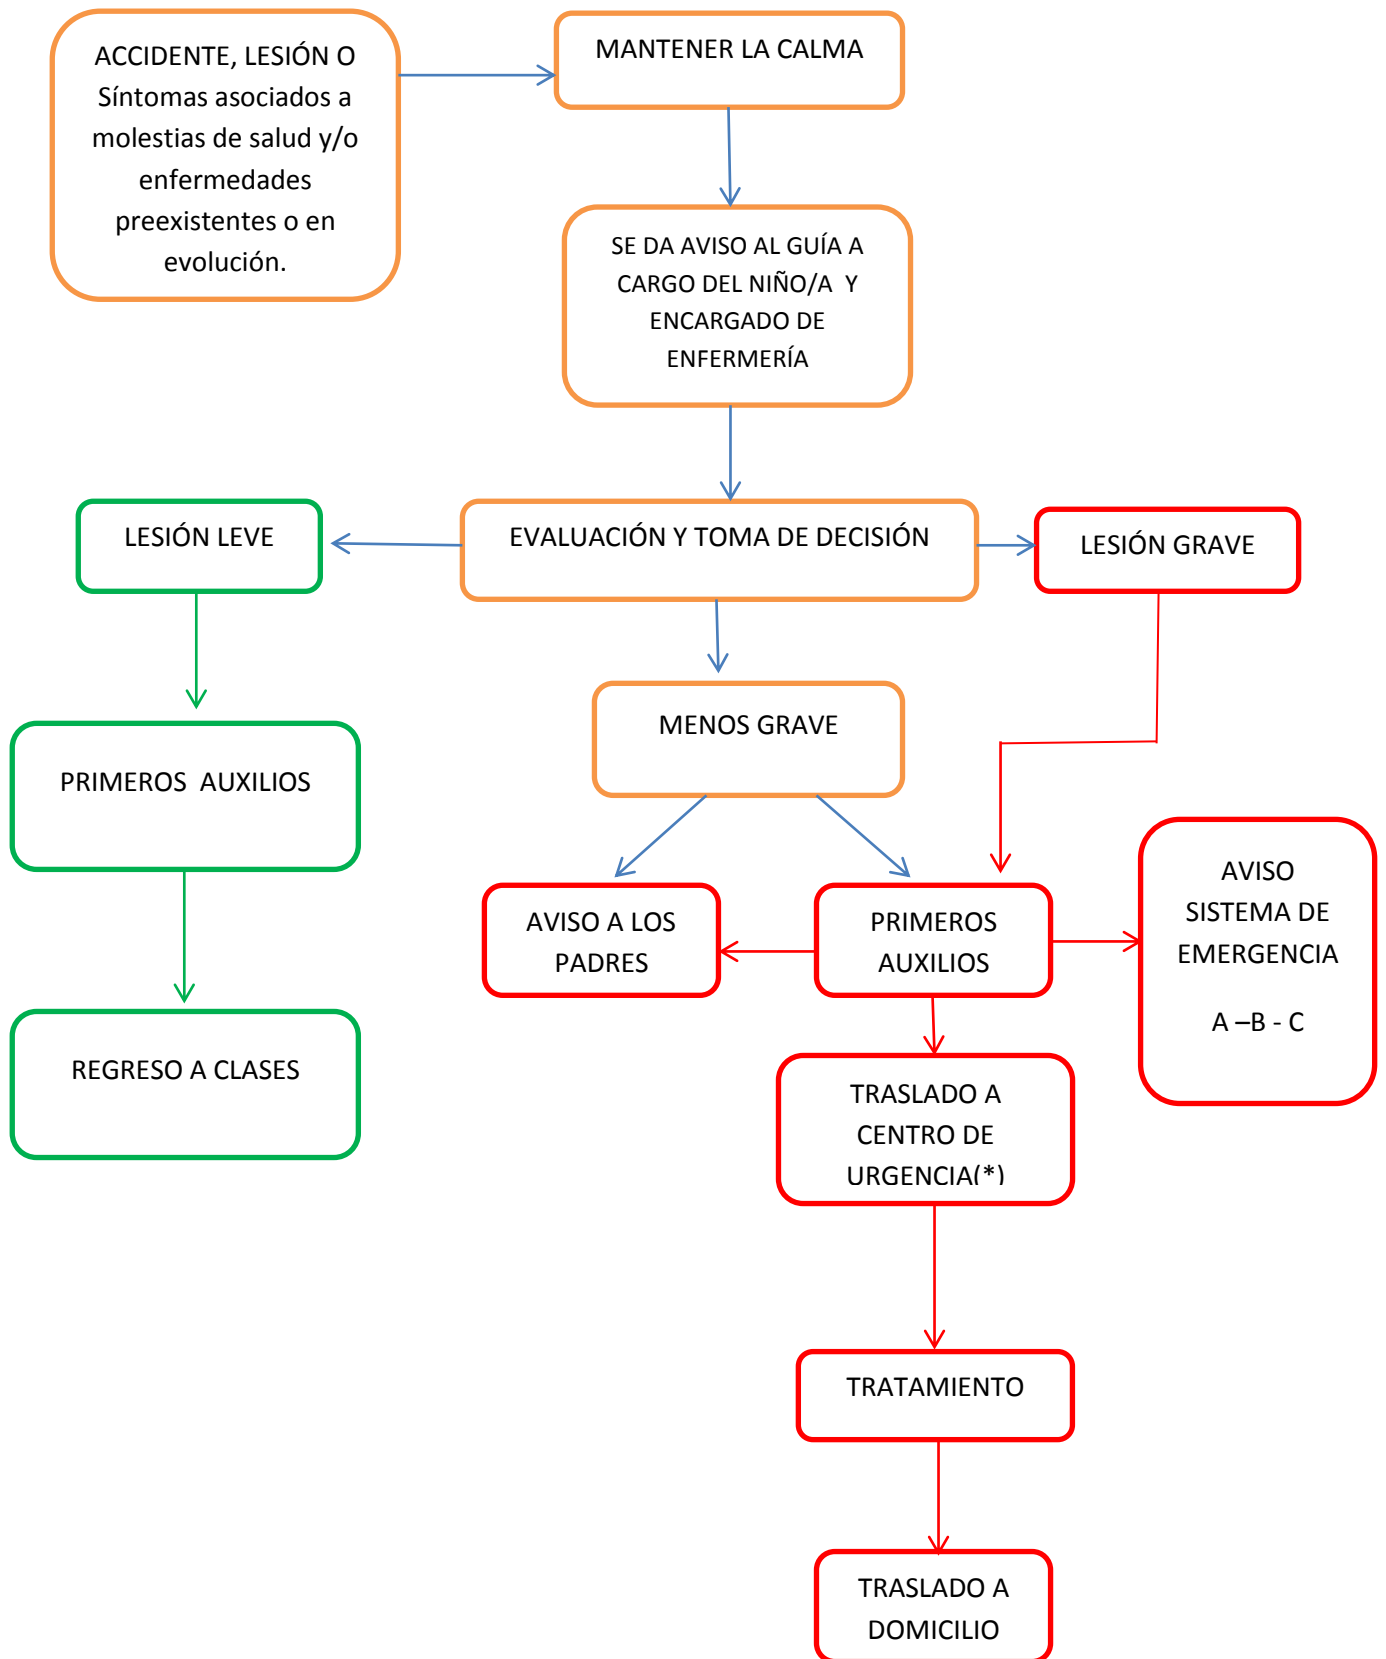 ACCIDENTE, LESIÓN O
Síntomas asociados a
molestias de salud y/o
enfermedades
preexistentes o en
evolución.
MANTENER LA CALMA
SE DA AVISO AL GUÍA A
CARGO DEL NIÑO/A Y
ENCARGADO DE
ENFERMERÍA
LESIÓN LEVE
EVALUACIÓN Y TOMA DE DECISIÓN
LESIÓN GRAVE
MENOS GRAVE
PRIMEROS AUXILIOS
AVISO A LOS
PADRES
PRIMEROS
AUXILIOS
AVISO
SISTEMA DE
EMERGENCIA
A –B - C
REGRESO A CLASES
TRASLADO A
CENTRO DE
URGENCIA(*)
TRATAMIENTO
TRASLADO A
DOMICILIO